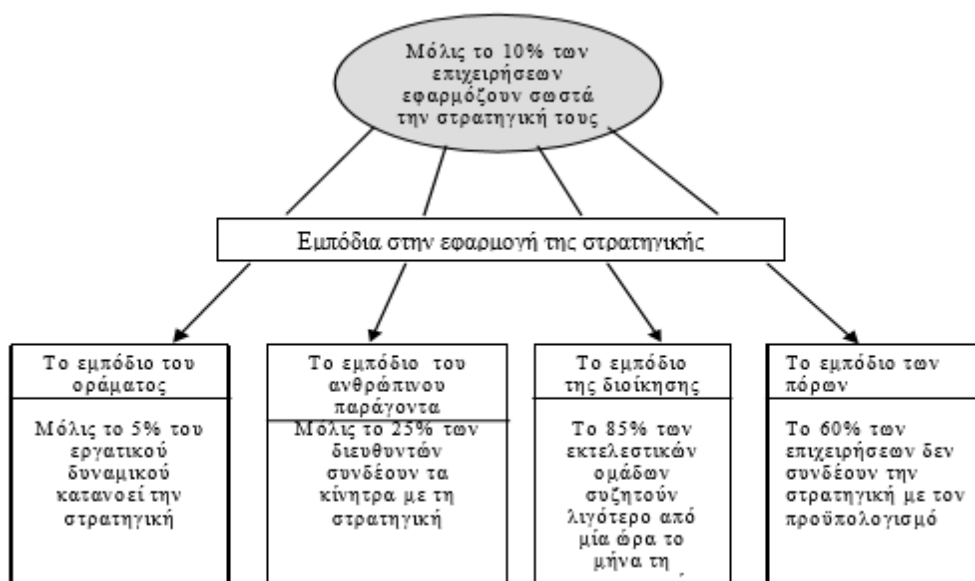 Μόλις το 10% των
επιχειρήσεων
εφαρμόζουν σωστά
την στρατηγική τους
Εμπόδια στην εφαρμογή της στρατηγικής
Το εμπόδιο του
οράματος
Μόλις το 5% του
εργατικού
δυναμικού
κατανοεί την
στρατηγική
Το εμπόδιο του
ανθρώπινου
παράγοντα
Μόλις το 25% των
διευθυντών
συνδέουν τα
κίνητρα με τη
στρατηγική
Το εμπόδιο
της διοίκησης
Το 85% των
εκτελεστικών
ομάδων
συζητούν
λιγότερο από
μία ώρα το
μήνα τη
Το εμπόδιο των
πόρων
Το 60% των
επιχειρήσεων δεν
συνδέουν την
στρατηγική με τον
προϋπολογισμό